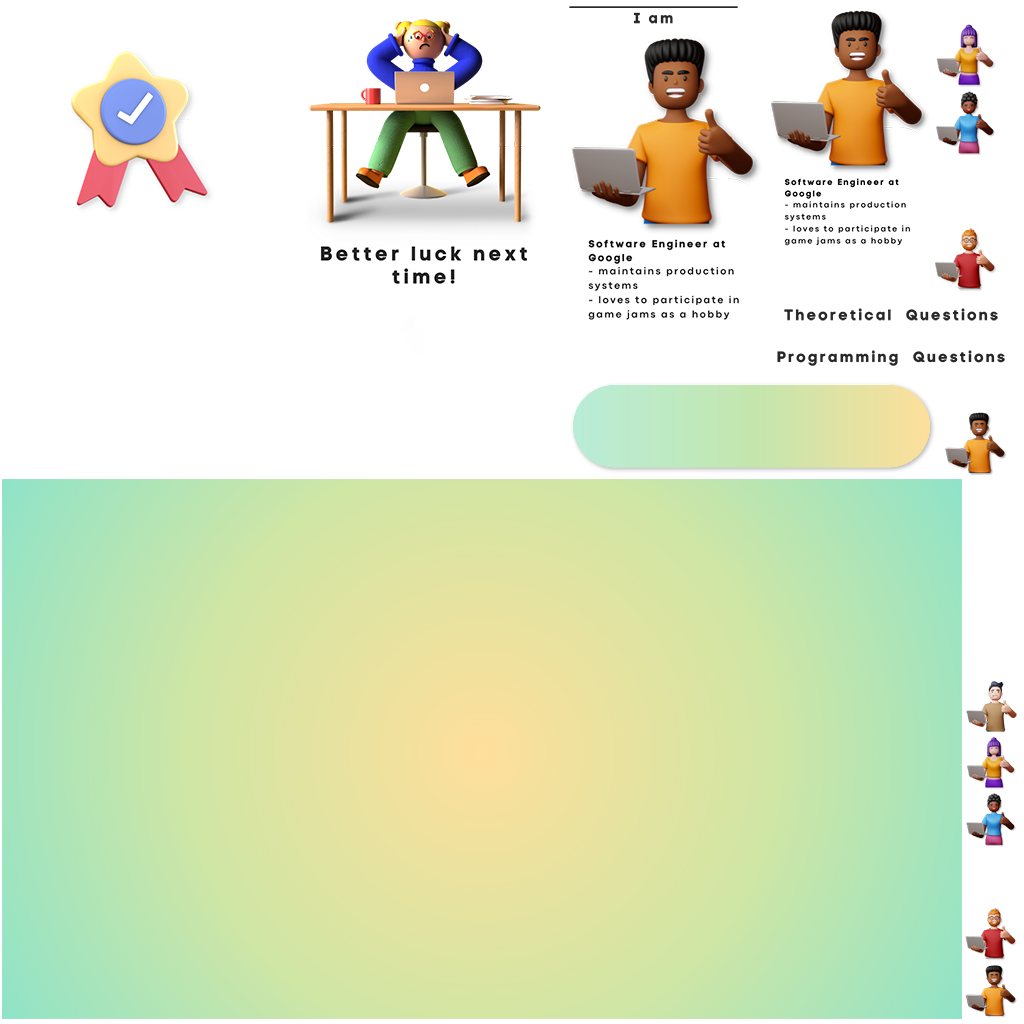 I am
Better luck next
time!
Software Engineer at
Google
- maintains production
systems
- loves to participate in
game jams as a hobby
Software Engineer at
Google
- maintains production
systems
- loves to participate in
game jams as a hobby
Theoretical Questions
Programming Questions